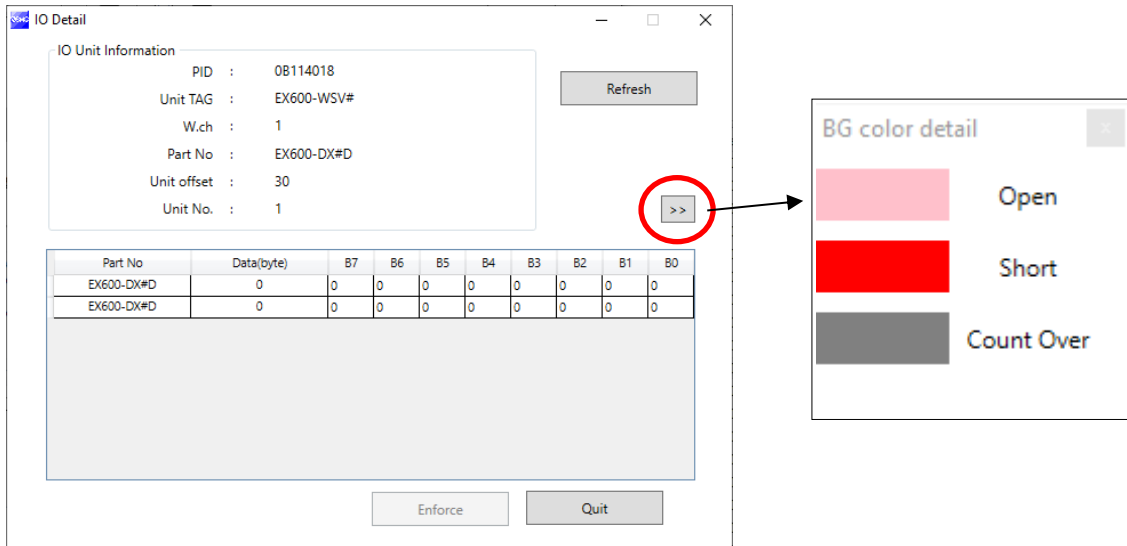 IO Detail
IO Unit Information
PID : 0B114018
Unit TAG : EX600-WSV#
W.ch : 1
Part No : EX600-DX#D
Unit offset : 30
Unit No. : 1
Refresh
>>
Part No Data(byte) B7 B6 B5 B4 B3 B2 B1 B0
EX600-DX#D 0 0 0 0 0 0 0 0 0
EX600-DX#D 0 0 0 0 0 0 0 0 0
Enforce Quit
BG color detail x
Open
Short
Count Over